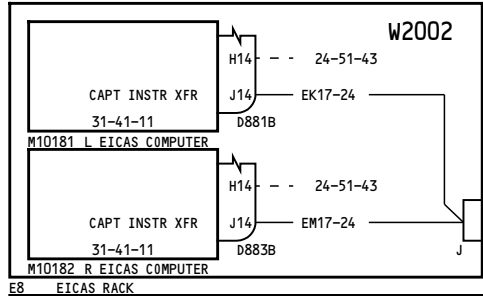 W2002
H14 - - - 24-51-43
CAPT INSTR XFR J14 EK17-24
31-41-11 D881B
M10181 L EICAS COMPUTER
H14 - - - 24-51-43
CAPT INSTR XFR J14 EM17-24
31-41-11 D883B J
M10182 R EICAS COMPUTER
E8 EICAS RACK